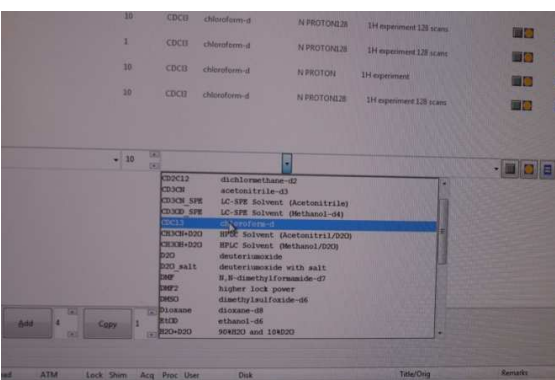 10 CDCl3 chloroform-d N PROTON128 1H experiment 128 scans
1 CDCl3 chloroform-d N PROTON128 1H experiment 128 scans
10 CDCl3 chloroform-d N PROTON 1H experiment
10 CDCl3 chloroform-d N PROTON128 1H experiment 128 scans
10
CD2Cl2 dichlormethane-d2
CD3CN acetonitrile-d3
CD3CN_SPE LC-SPE Solvent (Acetonitrile)
CD3OD_SPE LC-SPE Solvent (Methanol-d4)
CDCl3 chloroform-d
CH3CN+D2O HPLC Solvent (Acetonitril/D2O)
CH3OH+D2O HPLC Solvent (Methanol/D2O)
D2O deuteriumoxide
D2O_salt deuteriumoxide with salt
DMF N,N-dimethylformamide-d7
DMF2 higher lock power
DMSO dimethylsulfoxide-d6
Dioxane dioxane-d8
EtOD ethanol-d6
H2O+D2O 90%H2O and 10%D2O
Add 4 Copy 1
ATM Lock Shim Acq Proc User Disk Title/Orig Remarks